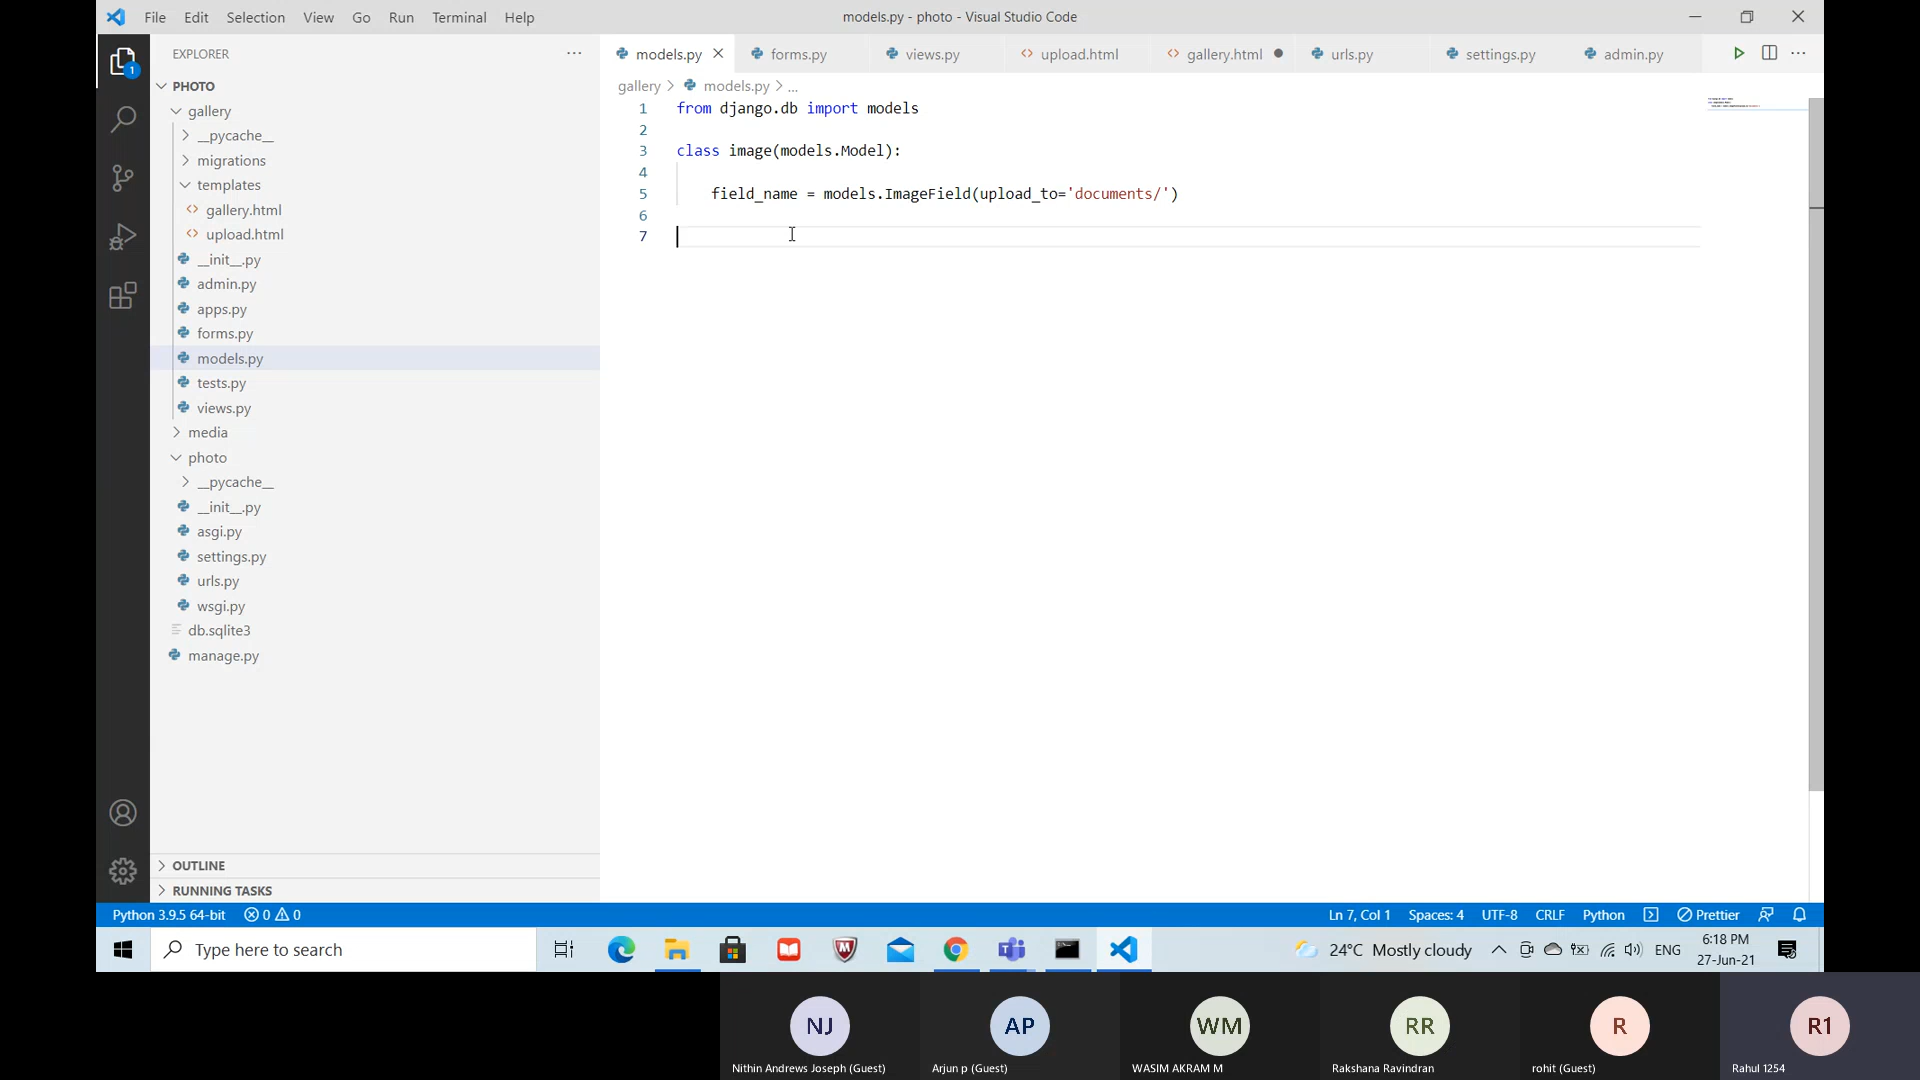 File Edit Selection View Go Run Terminal Help
models.py - photo - Visual Studio Code
EXPLORER
1
PHOTO
gallery
__pycache__
migrations
templates
gallery.html
upload.html
__init__.py
admin.py
apps.py
forms.py
models.py
tests.py
views.py
media
photo
__pycache__
__init__.py
asgi.py
settings.py
urls.py
wsgi.py
db.sqlite3
manage.py
OUTLINE
RUNNING TASKS
models.py forms.py views.py upload.html gallery.html urls.py settings.py admin.py
gallery > models.py > ...
1 from django.db import models
2
3 class image(models.Model):
4
5 field_name = models.ImageField(upload_to='documents/')
6
7
Python 3.9.5 64-bit 0 0
Ln 7, Col 1 Spaces: 4 UTF-8 CRLF Python Prettier
Type here to search
24°C Mostly cloudy
ENG
6:18 PM
27-Jun-21
NJ
Nithin Andrews Joseph (Guest)
AP
Arjun p (Guest)
WM
WASIM AKRAM M
RR
Rakshana Ravindran
R
rohit (Guest)
R1
Rahul 1254